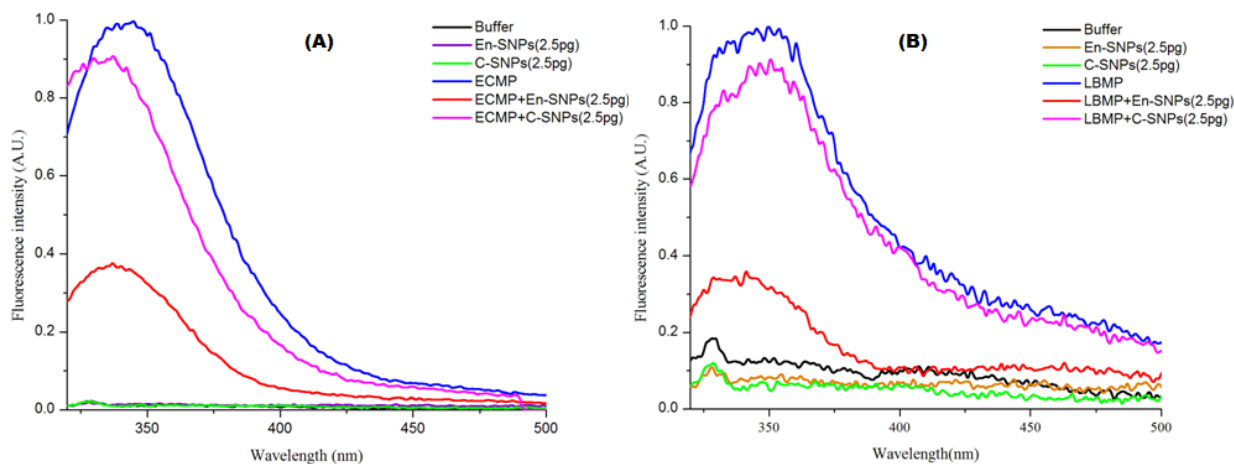 (A)
Buffer
En-SNPs(2.5pg)
C-SNPs(2.5pg)
ECMP
ECMP+En-SNPs(2.5pg)
ECMP+C-SNPs(2.5pg)
Fluorescence intensity (A.U.)
1.0
0.8
0.6
0.4
0.2
0.0
350
400
450
500
Wavelength (nm)
(B)
Buffer
En-SNPs(2.5pg)
C-SNPs(2.5pg)
LBMP
LBMP+En-SNPs(2.5pg)
LBMP+C-SNPs(2.5pg)
Fluorescence intensity (A.U.)
1.0
0.8
0.6
0.4
0.2
0.0
350
400
450
500
Wavelength(nm)